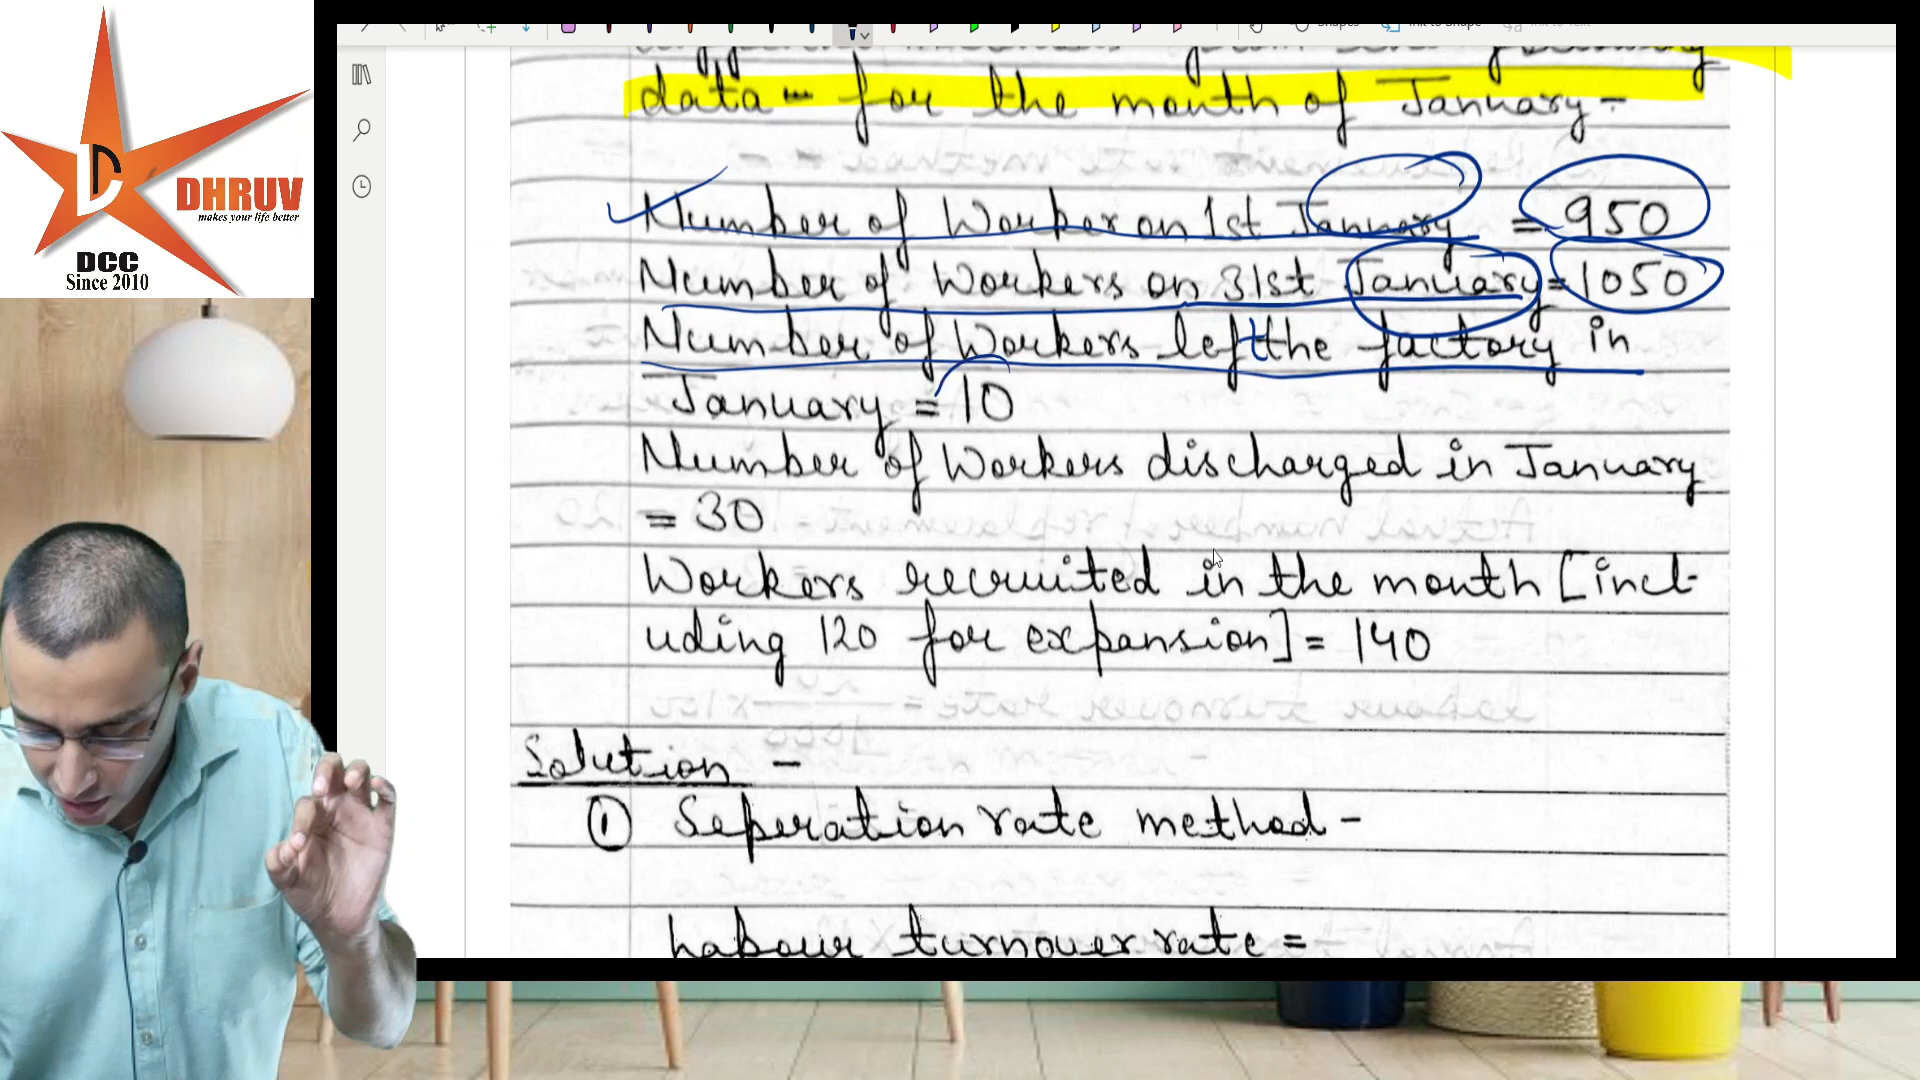 DHRUV
makes your life better
DCC
Since 2010
data - for the month of January -
Number of Worker on 1st January = 950
Number of Workers on 31st January = 1050
Number of Workers left the factory in
January = 10
Number of Workers discharged in January
= 30
Workers recruited in the month [incl-
uding 120 for expansion] = 140
Solution -
① Seperation rate method -
Labour turnover rate =